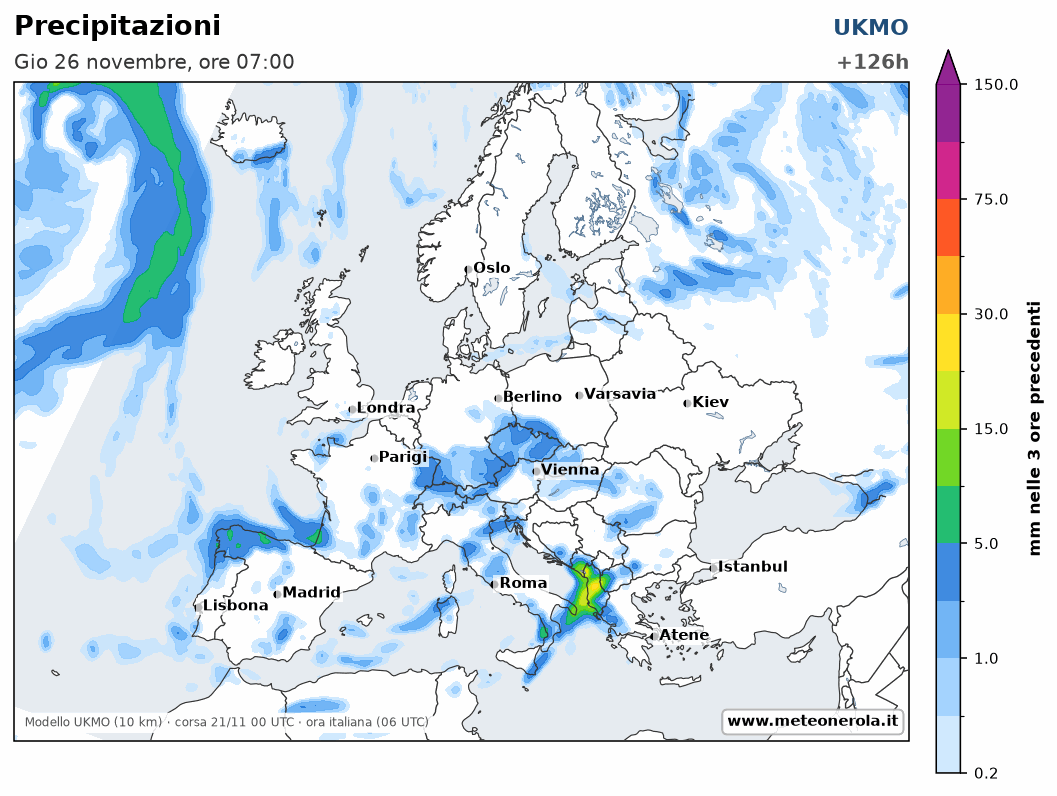 Precipitazioni
UKMO
Gio 26 novembre, ore 07:00
+126h
150.0
75.0
30.0
15.0
5.0
1.0
0.2
mm nelle 3 ore precedenti
Oslo
Berlino
Varsavia
Kiev
Londra
Parigi
Vienna
Istanbul
Roma
Madrid
Lisbona
Atene
Modello UKMO (10 km) · corsa 21/11 00 UTC · ora italiana (06 UTC)
www.meteonerola.it